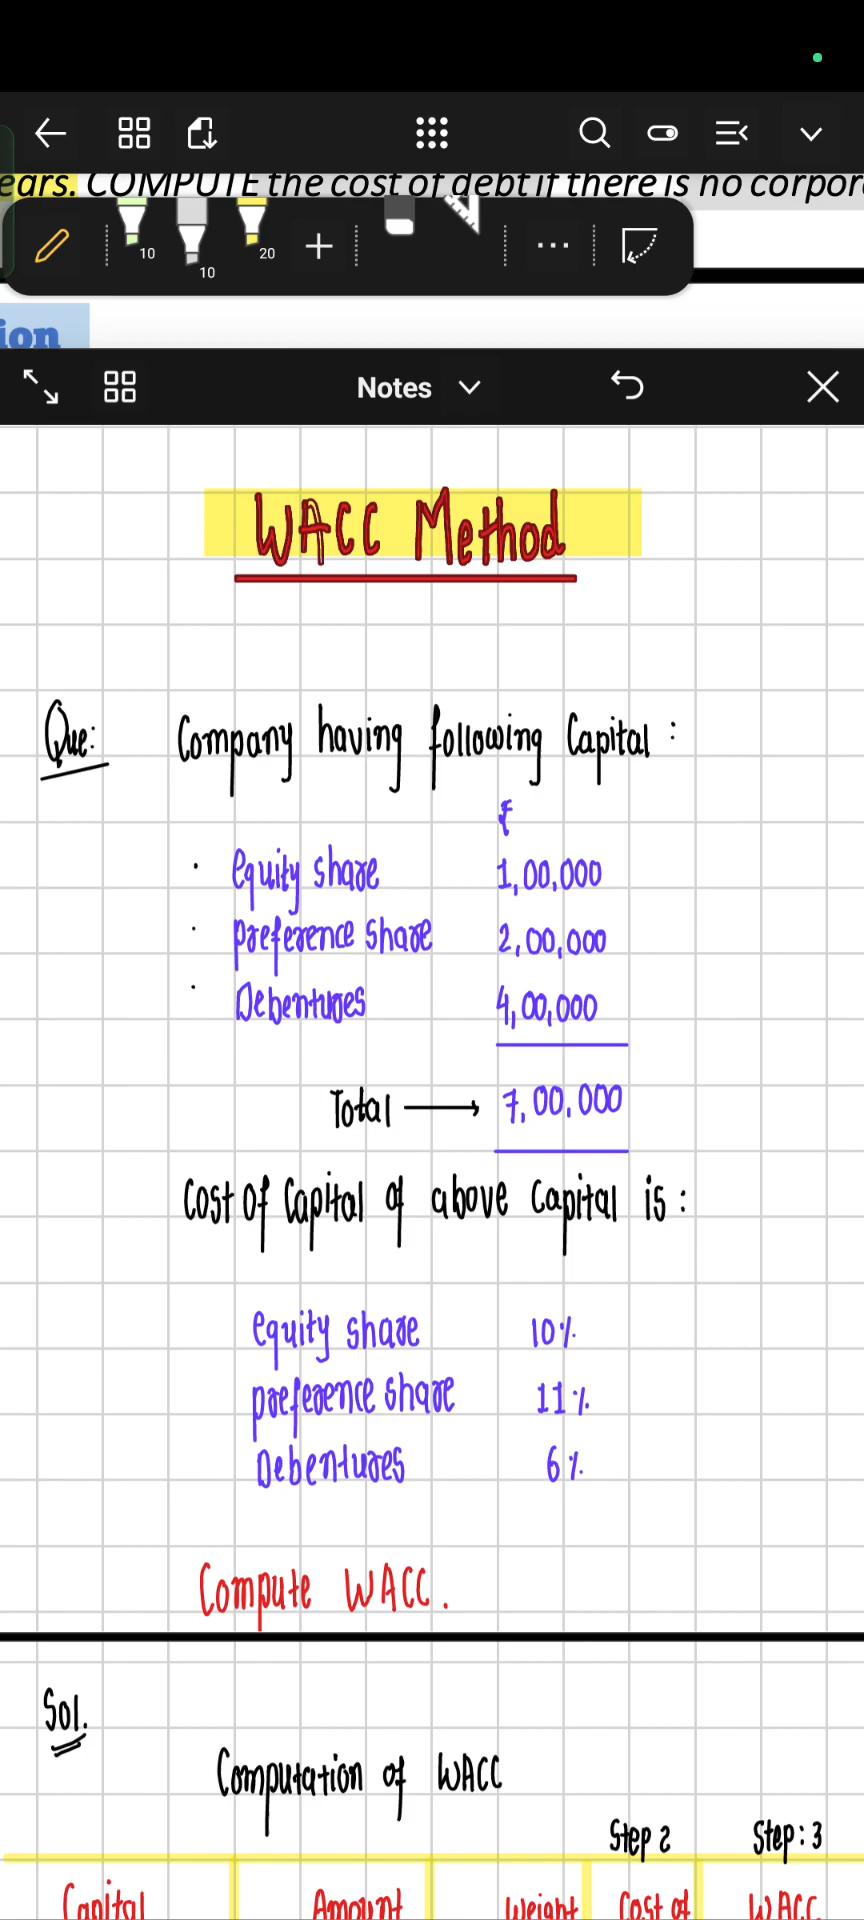 ears. COMPUTE the cost of debt if there is no corpor
10
10
20
ion
Notes
WACC Method
Que: Company having following Capital :
₹
· equity share 1,00,000
· preference share 2,00,000
· Debentures 4,00,000
Total → 7,00,000
Cost of Capital of above Capital is :
equity share 10%
preference share 11%
Debentures 6%
Compute WACC.
Sol.
Computation of WACC
Step 2 Step : 3
Capital Amount Weight Cost of WACC